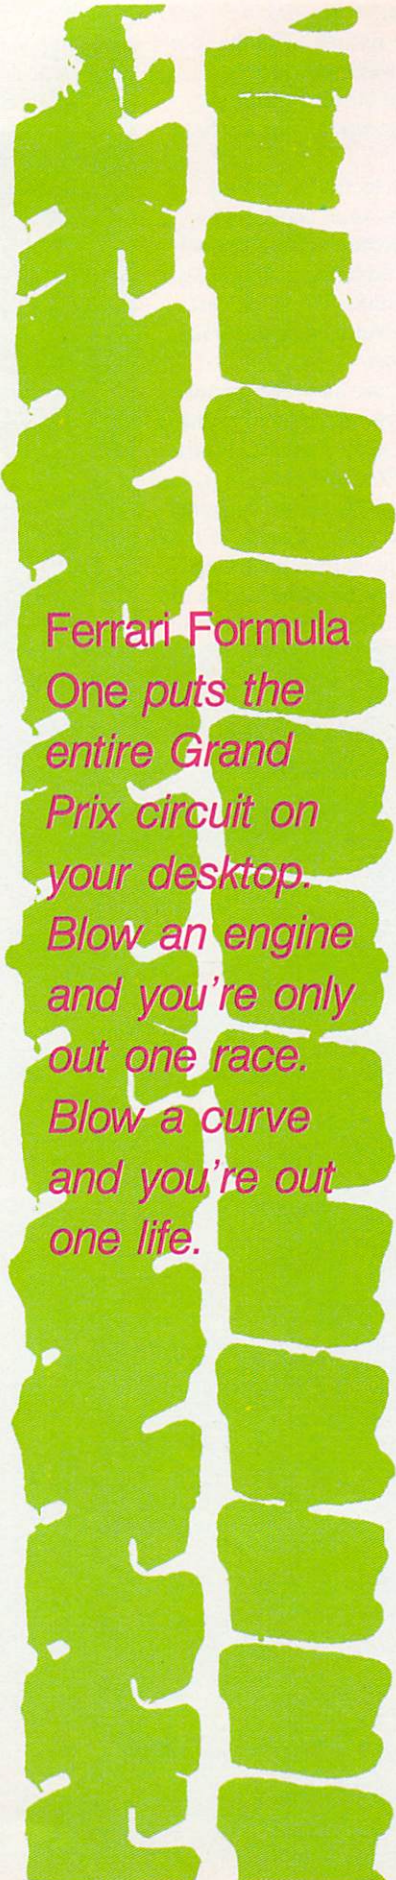 Ferrari Formula
One puts the
entire Grand
Prix circuit on
your desktop.
Blow an engine
and you're only
out one race.
Blow a curve
and you're out
one life.